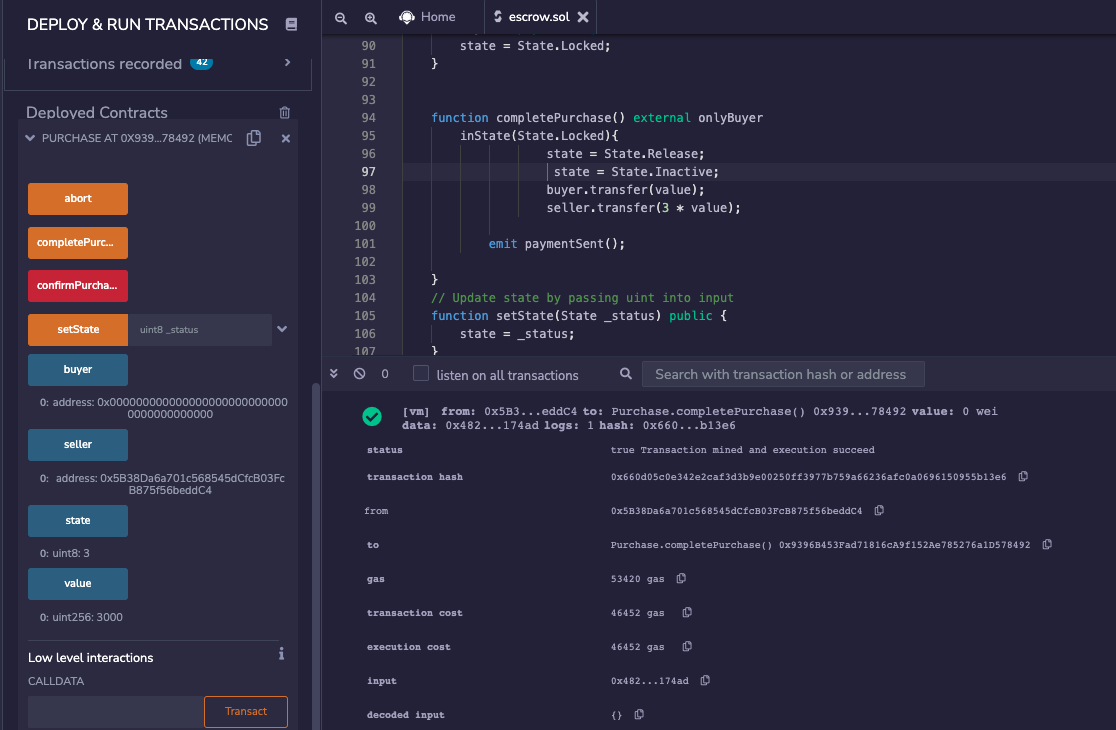 DEPLOY & RUN TRANSACTIONS
Transactions recorded 42
Deployed Contracts
PURCHASE AT 0X939...78492 (MEMC
abort
completePurc...
confirmPurcha...
setState uint8 _status
buyer
0: address: 0x000000000000000000000000000
0000000000000
seller
0: address: 0x5B38Da6a701c568545dCfcB03Fc
B875f56beddC4
state
0: uint8: 3
value
0: uint256: 3000
Low level interactions
CALLDATA
Transact
Home escrow.sol
90 state = State.Locked;
91 }
92
93
94 function completePurchase() external onlyBuyer
95 inState(State.Locked){
96 state = State.Release;
97 state = State.Inactive;
98 buyer.transfer(value);
99 seller.transfer(3 * value);
100
101 emit paymentSent();
102
103 }
104 // Update state by passing uint into input
105 function setState(State _status) public {
106 state = _status;
107 }
0 listen on all transactions Search with transaction hash or address
[vm] from: 0x5B3...eddC4 to: Purchase.completePurchase() 0x939...78492 value: 0 wei
data: 0x482...174ad logs: 1 hash: 0x660...b13e6
status true Transaction mined and execution succeed
transaction hash 0x660d05c0e342e2caf3d3b9e00250ff3977b759a66236afc0a0696150955b13e6
from 0x5B38Da6a701c568545dCfcB03FcB875f56beddC4
to Purchase.completePurchase() 0x9396B453Fad71816cA9f152Ae785276a1D578492
gas 53420 gas
transaction cost 46452 gas
execution cost 46452 gas
input 0x482...174ad
decoded input {}